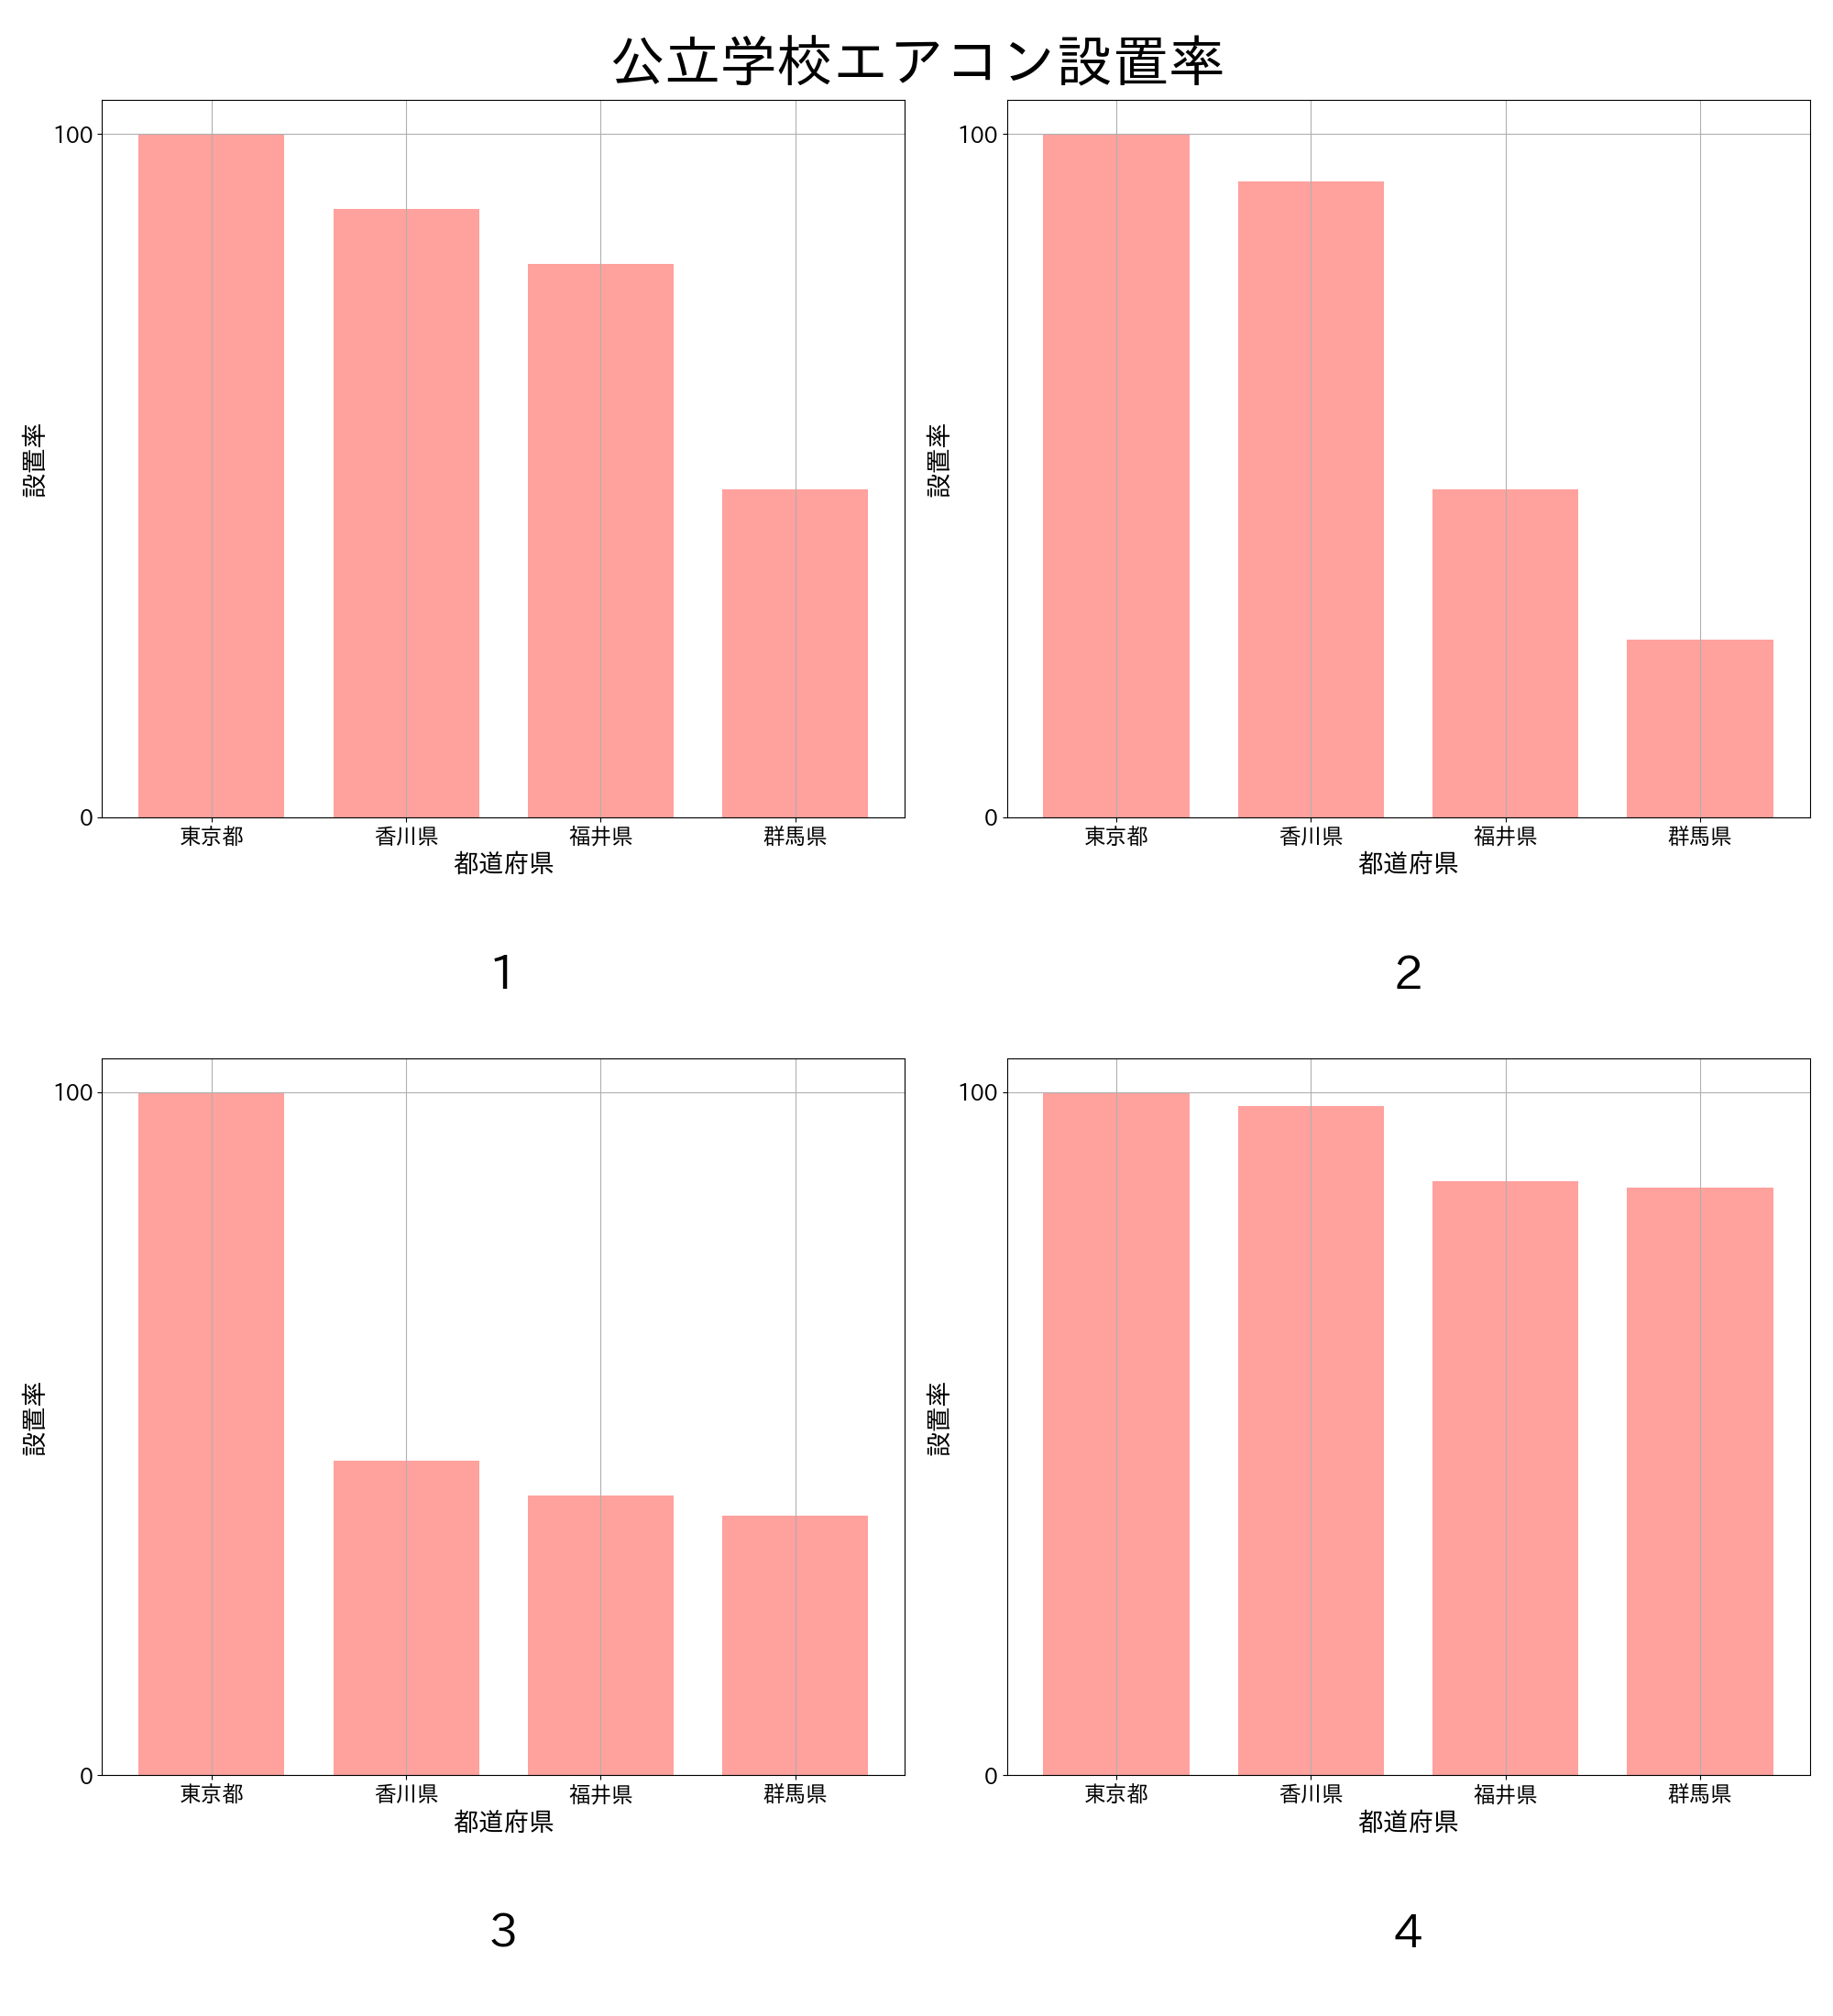 公立学校エアコン設置率
100
0
設置率
東京都 香川県 福井県 群馬県
都道府県
1
100
0
設置率
東京都 香川県 福井県 群馬県
都道府県
2
100
0
設置率
東京都 香川県 福井県 群馬県
都道府県
3
100
0
設置率
東京都 香川県 福井県 群馬県
都道府県
4